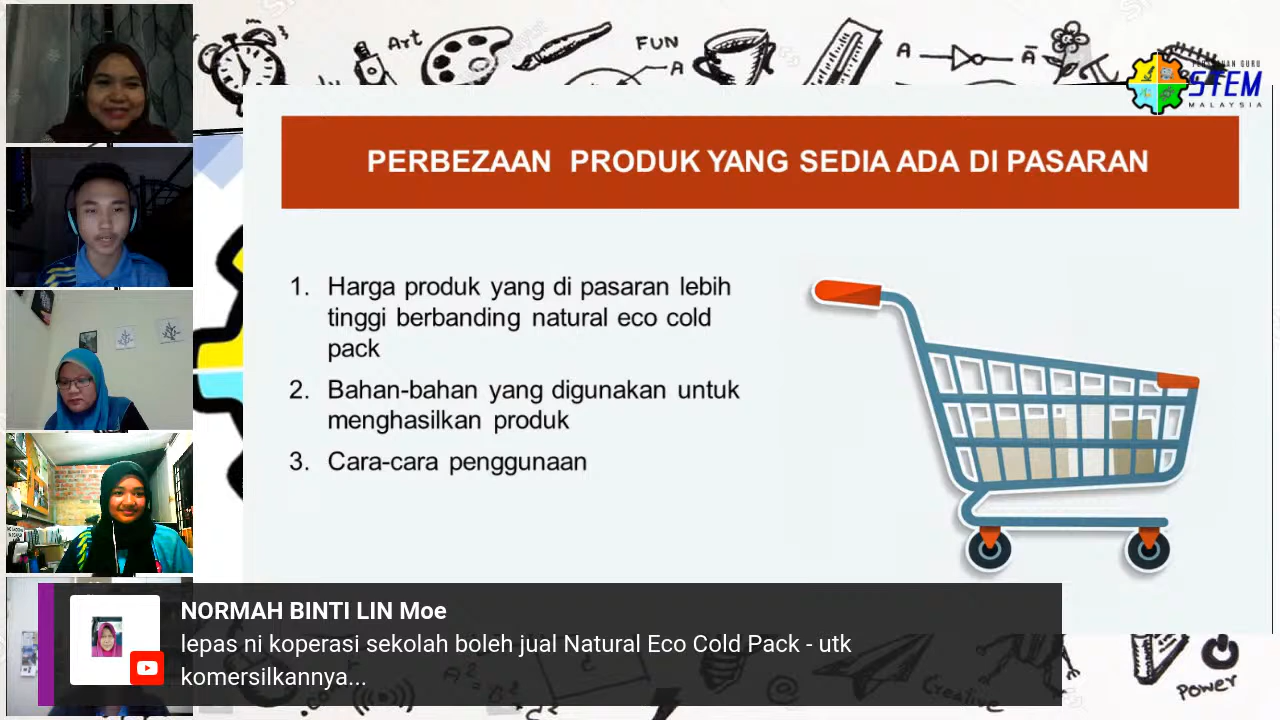 Art
FUN
A
A
Ā
STEM
MALAYSIA
PERBEZAAN PRODUK YANG SEDIA ADA DI PASARAN
1. Harga produk yang di pasaran lebih
tinggi berbanding natural eco cold
pack
2. Bahan-bahan yang digunakan untuk
menghasilkan produk
3. Cara-cara penggunaan
NORMAH BINTI LIN Moe
lepas ni koperasi sekolah boleh jual Natural Eco Cold Pack - utk
komersilkannya...
Creative
POWER